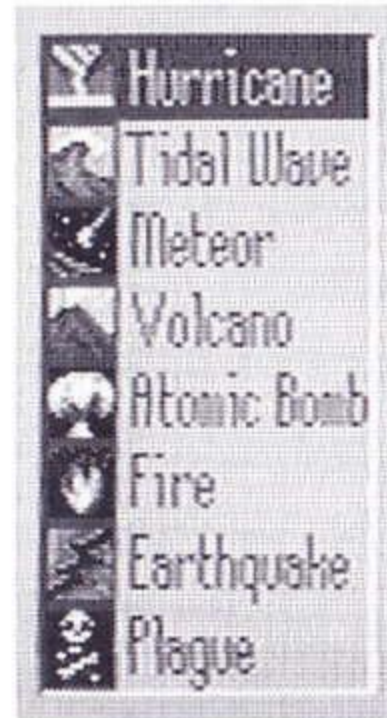 Hurricane
Tidal Wave
Meteor
Volcano
Atomic Bomb
Fire
Earthquake
Plague